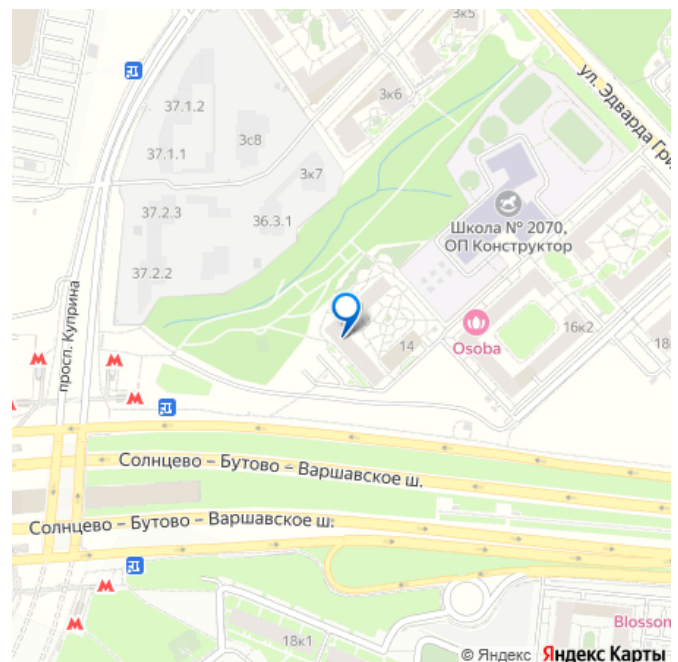 3к5
37.1.2
3к6
3с8
37.1.1
3к7
37.2.3
36.3.1
37.2.2
ул. Эдварда Гри
Школа № 2070,
ОП Конструктор
просп. Куприна
Osoba
16к2
14
18
Солнцево – Бутово – Варшавское ш.
Солнцево – Бутово – Варшавское ш.
18к1
Blosson
© Яндекс Яндекс Карты